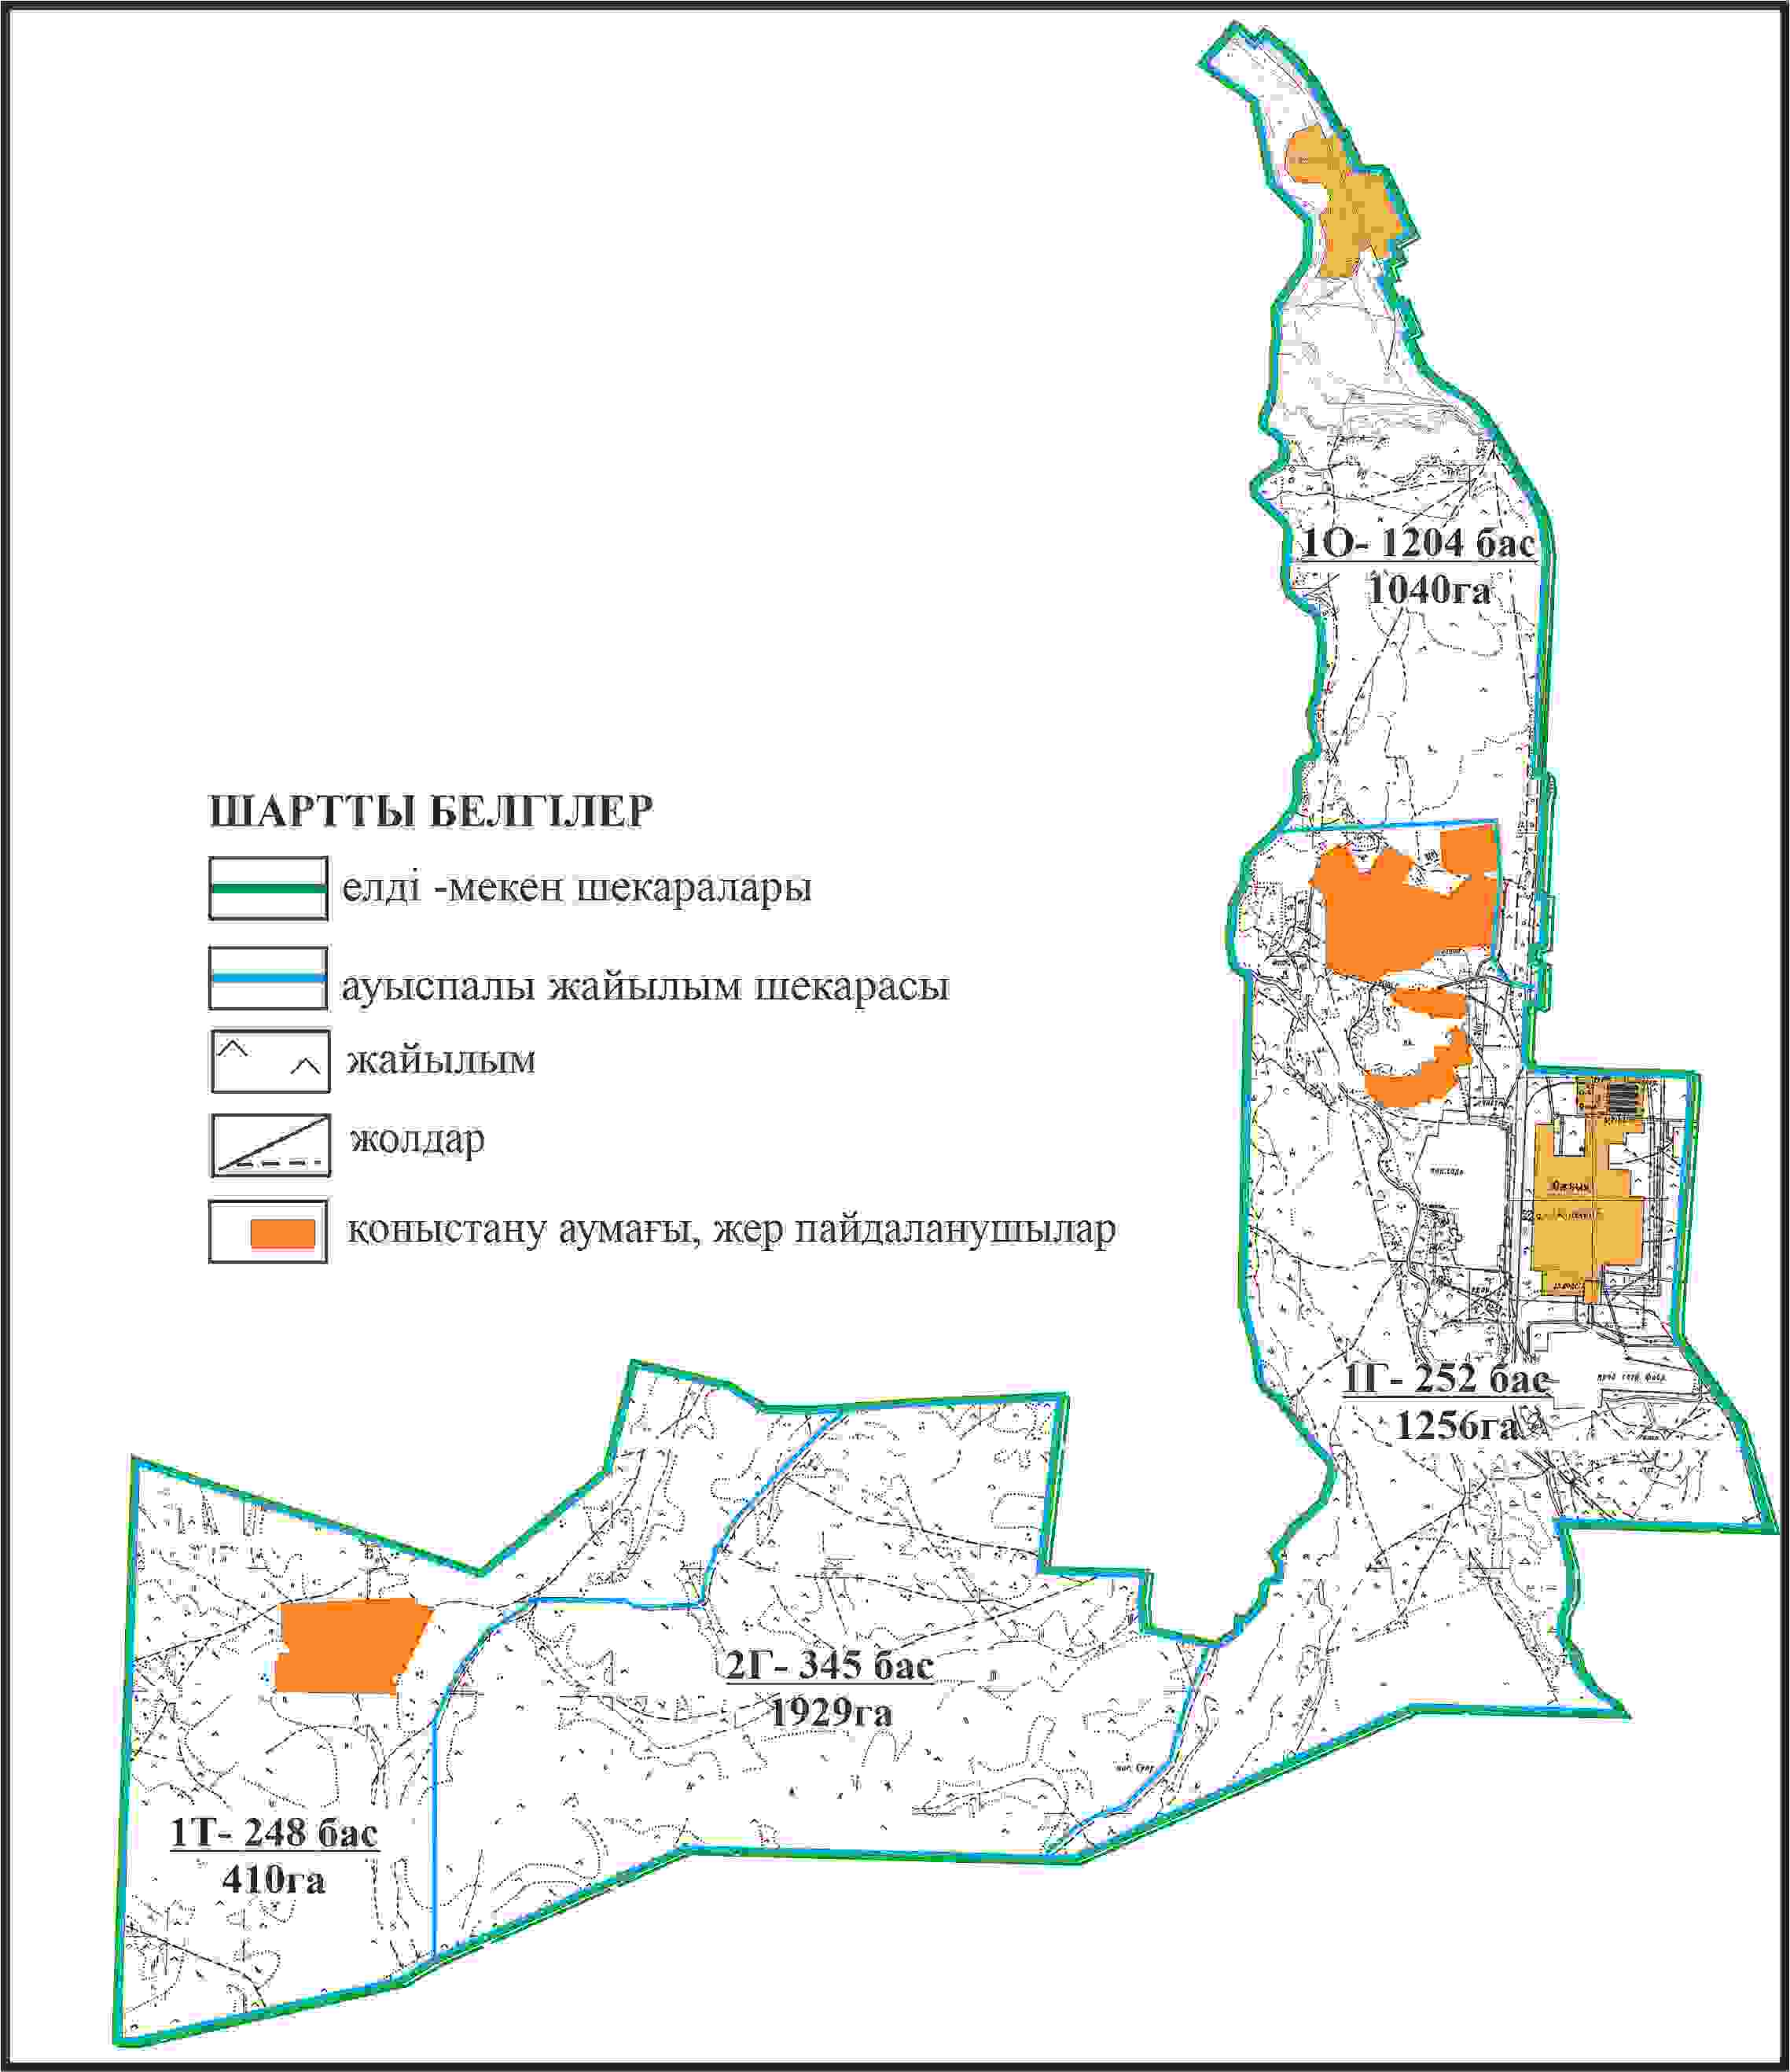 1О- 1204 бас
1040га
ШАРТТЫ БЕЛГІЛЕР
елді -мекен шекаралары
ауыспалы жайылым шекарасы
жайылым
жолдар
қоныстану аумағы, жер пайдаланушылар
Южный
1Г- 252 бас
1256га
2Г- 345 бас
1929га
1Т- 248 бас
410га